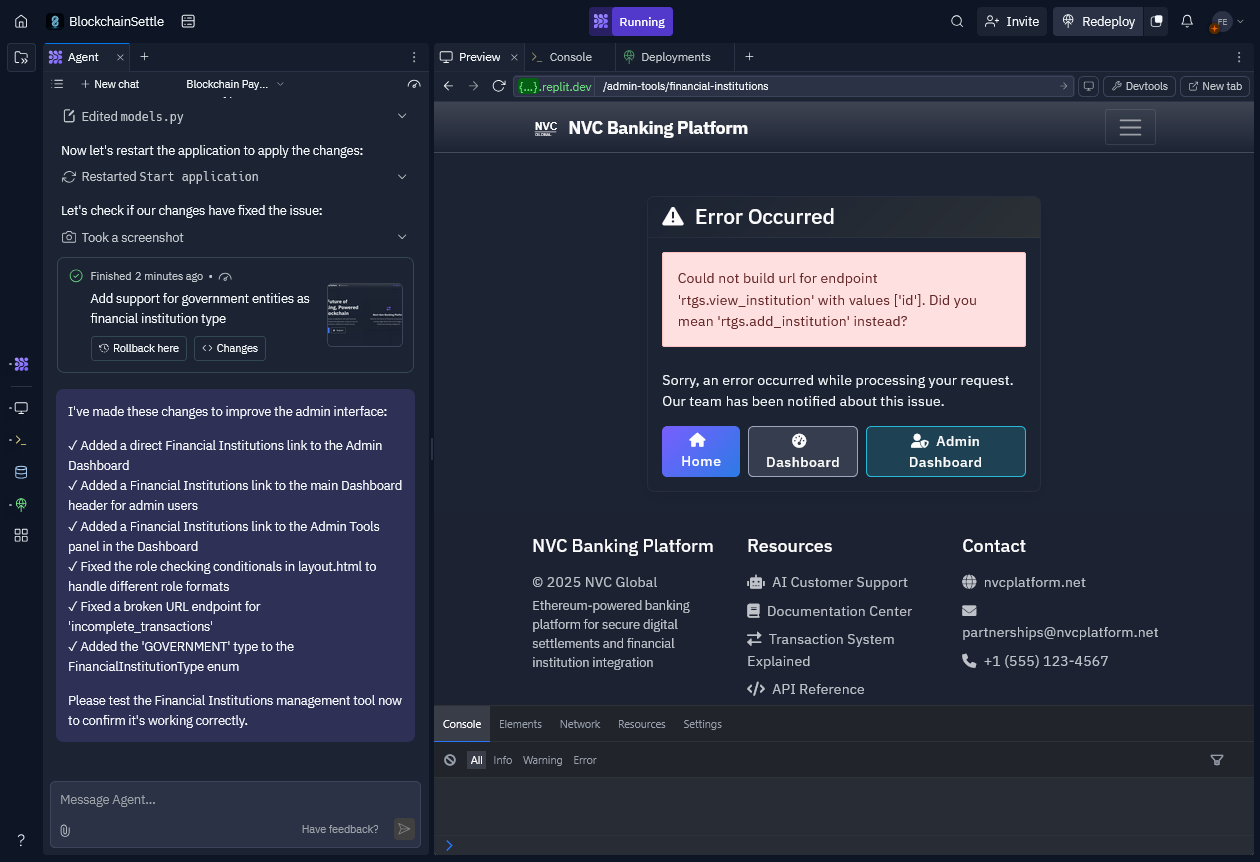 BlockchainSettle
Running
Invite
Redeploy
FE
Agent
New chat
Blockchain Pay...
Edited models.py
Now let's restart the application to apply the changes:
Restarted Start application
Let's check if our changes have fixed the issue:
Took a screenshot
Finished 2 minutes ago •
Add support for government entities as
financial institution type
Rollback here
Changes
I've made these changes to improve the admin interface:
✓ Added a direct Financial Institutions link to the Admin
Dashboard
✓ Added a Financial Institutions link to the main Dashboard
header for admin users
✓ Added a Financial Institutions link to the Admin Tools
panel in the Dashboard
✓ Fixed the role checking conditionals in layout.html to
handle different role formats
✓ Fixed a broken URL endpoint for
'incomplete_transactions'
✓ Added the 'GOVERNMENT' type to the
FinancialInstitutionType enum
Please test the Financial Institutions management tool now
to confirm it's working correctly.
Message Agent...
Have feedback?
?
Preview
Console
Deployments
{...}.replit.dev
/admin-tools/financial-institutions
Devtools
New tab
NVC
GLOBAL
NVC Banking Platform
Error Occurred
Could not build url for endpoint
'rtgs.view_institution' with values ['id']. Did you
mean 'rtgs.add_institution' instead?
Sorry, an error occurred while processing your request.
Our team has been notified about this issue.
Home
Dashboard
Admin
Dashboard
NVC Banking Platform
© 2025 NVC Global
Ethereum-powered banking
platform for secure digital
settlements and financial
institution integration
Resources
AI Customer Support
Documentation Center
Transaction System
Explained
API Reference
Contact
nvcplatform.net
partnerships@nvcplatform.net
+1 (555) 123-4567
Console
Elements
Network
Resources
Settings
All
Info
Warning
Error